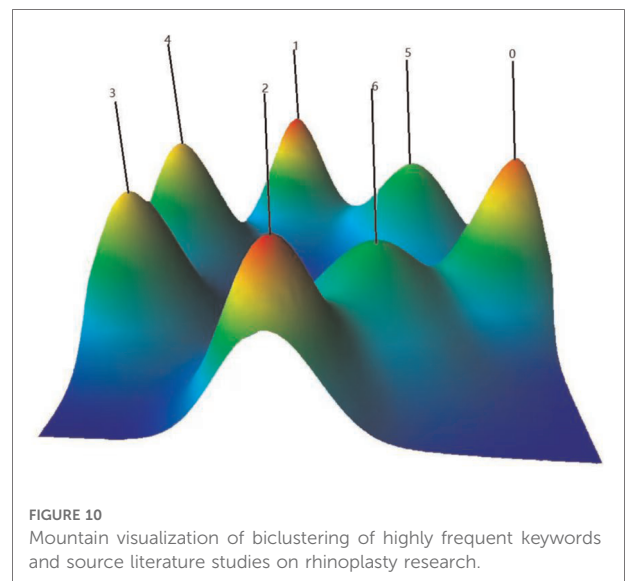 4
1
5
0
3
2
6
FIGURE 10
Mountain visualization of biclustering of highly frequent keywords
and source literature studies on rhinoplasty research.